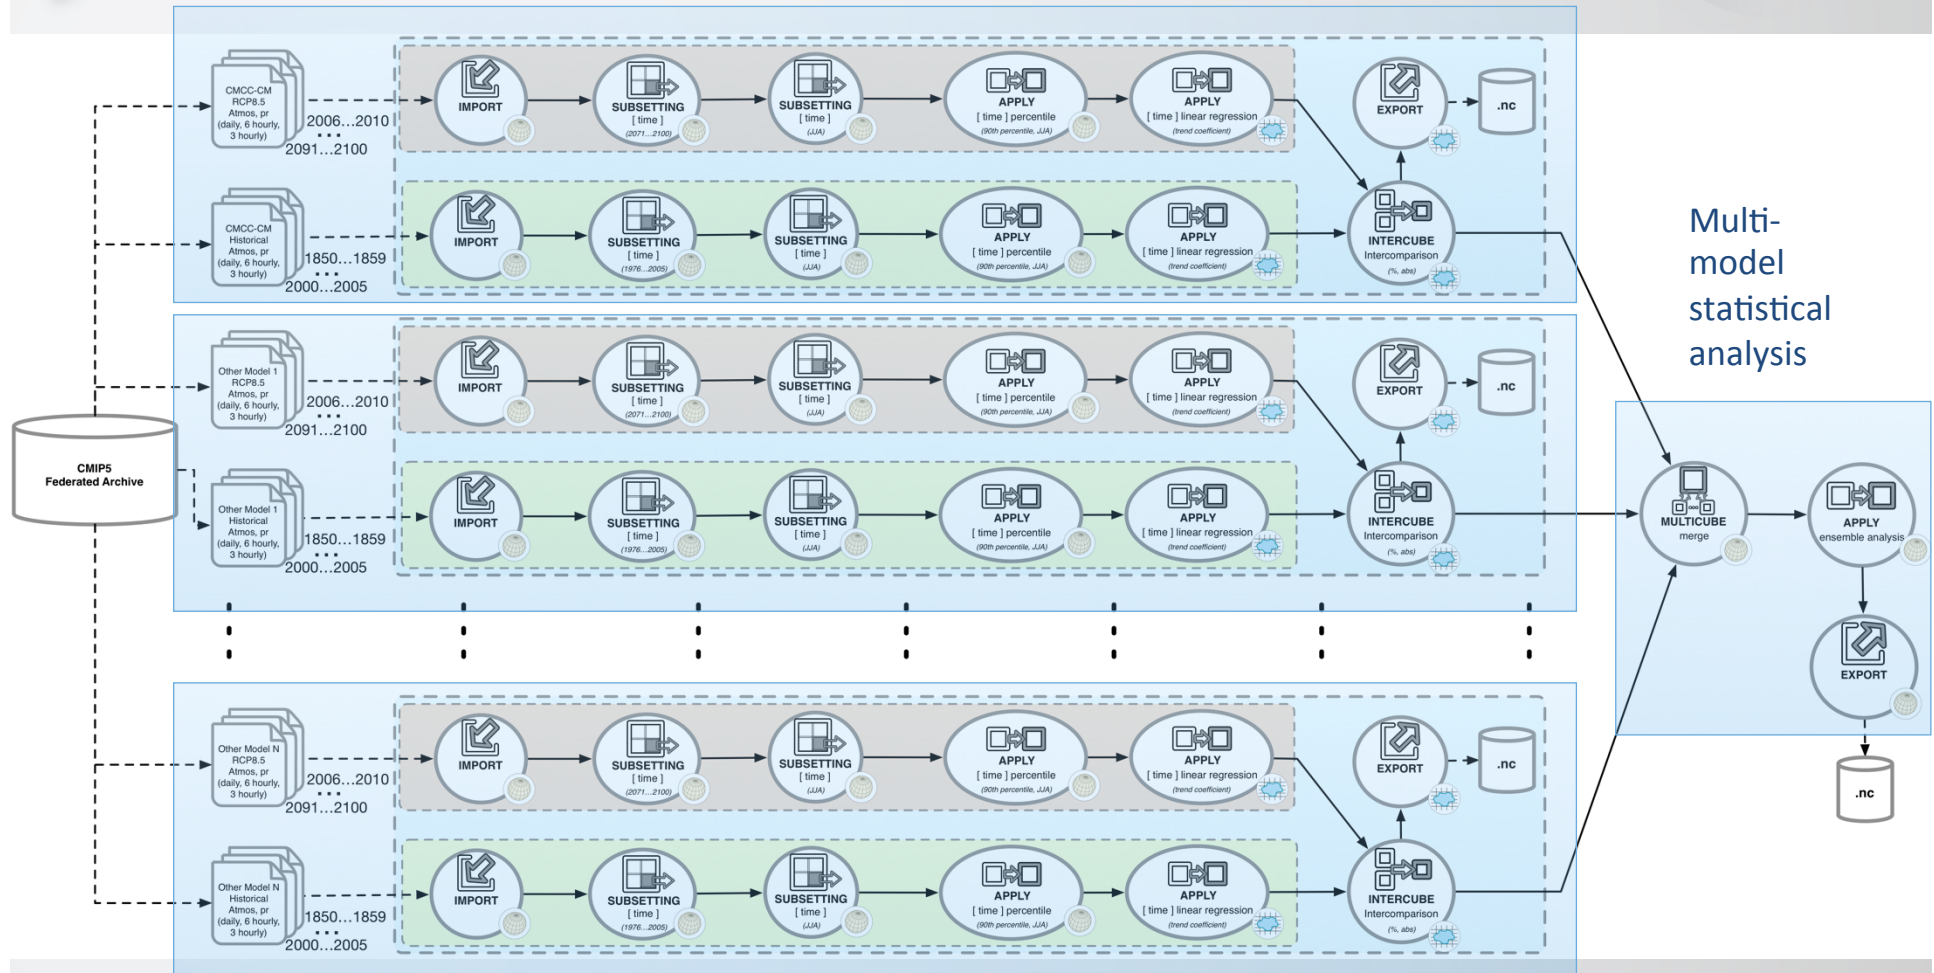 CMCC-CM
RCP8.5
Atmos, pr
(daily, 6 hourly,
3 hourly)
2006...2010
...
2091...2100
IMPORT
SUBSETTING
[ time ]
(2071...2100)
SUBSETTING
[ time ]
(JJA)
APPLY
[ time ] percentile
(90th percentile, JJA)
APPLY
[ time ] linear regression
(trend coefficient)
EXPORT
.nc
CMCC-CM
Historical
Atmos, pr
(daily, 6 hourly,
3 hourly)
1850...1859
...
2000...2005
IMPORT
SUBSETTING
[ time ]
(1976...2005)
SUBSETTING
[ time ]
(JJA)
APPLY
[ time ] percentile
(90th percentile, JJA)
APPLY
[ time ] linear regression
(trend coefficient)
INTERCUBE
Intercomparison
(%, abs)
Multi-
model
statistical
analysis
CMIP5
Federated Archive
Other Model 1
RCP8.5
Atmos, pr
(daily, 6 hourly,
3 hourly)
2006...2010
...
2091...2100
IMPORT
SUBSETTING
[ time ]
(2071...2100)
SUBSETTING
[ time ]
(JJA)
APPLY
[ time ] percentile
(90th percentile, JJA)
APPLY
[ time ] linear regression
(trend coefficient)
EXPORT
.nc
Other Model 1
Historical
Atmos, pr
(daily, 6 hourly,
3 hourly)
1850...1859
...
2000...2005
IMPORT
SUBSETTING
[ time ]
(1976...2005)
SUBSETTING
[ time ]
(JJA)
APPLY
[ time ] percentile
(90th percentile, JJA)
APPLY
[ time ] linear regression
(trend coefficient)
INTERCUBE
Intercomparison
(%, abs)
MULTICUBE
merge
APPLY
ensemble analysis
EXPORT
.nc
Other Model N
RCP8.5
Atmos, pr
(daily, 6 hourly,
3 hourly)
2006...2010
...
2091...2100
IMPORT
SUBSETTING
[ time ]
(2071...2100)
SUBSETTING
[ time ]
(JJA)
APPLY
[ time ] percentile
(90th percentile, JJA)
APPLY
[ time ] linear regression
(trend coefficient)
EXPORT
.nc
Other Model N
Historical
Atmos, pr
(daily, 6 hourly,
3 hourly)
1850...1859
...
2000...2005
IMPORT
SUBSETTING
[ time ]
(1976...2005)
SUBSETTING
[ time ]
(JJA)
APPLY
[ time ] percentile
(90th percentile, JJA)
APPLY
[ time ] linear regression
(trend coefficient)
INTERCUBE
Intercomparison
(%, abs)